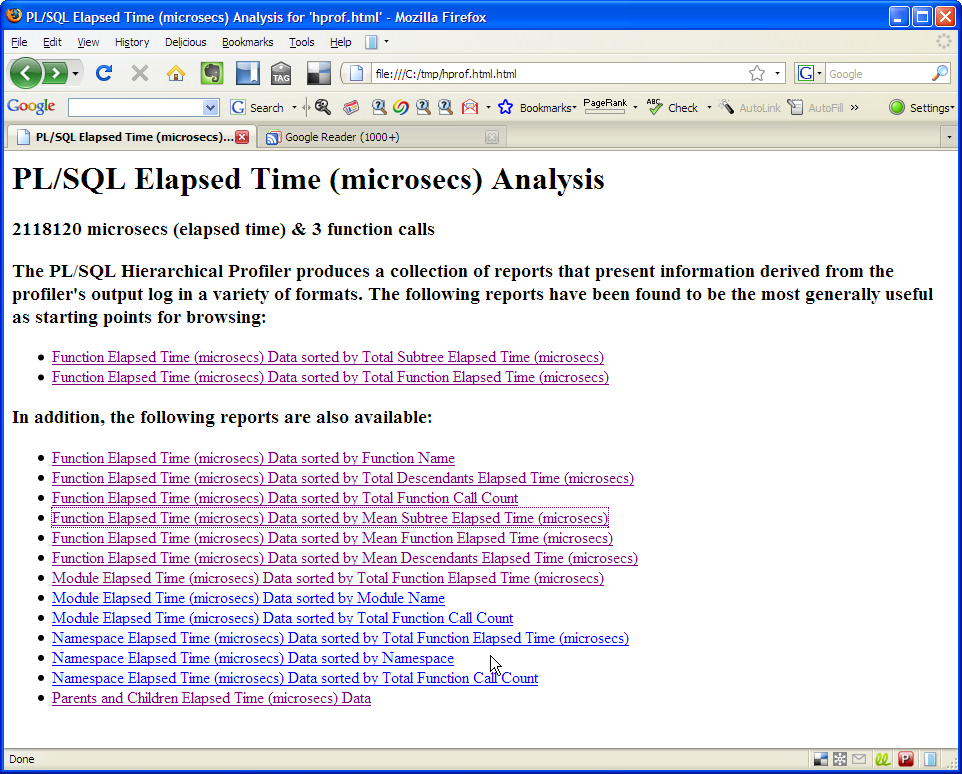 PL/SQL Elapsed Time (microsecs) Analysis for 'hprof.html' - Mozilla Firefox
File Edit View History Delicious Bookmarks Tools Help
TAG file:///C:/tmp/hprof.html.html G Google
Google G Search Bookmarks PageRank ABC Check AutoLink AutoFill » Settings
PL/SQL Elapsed Time (microsecs)... Google Reader (1000+)
PL/SQL Elapsed Time (microsecs) Analysis
2118120 microsecs (elapsed time) & 3 function calls
The PL/SQL Hierarchical Profiler produces a collection of reports that present information derived from the
profiler's output log in a variety of formats. The following reports have been found to be the most generally useful
as starting points for browsing:
Function Elapsed Time (microsecs) Data sorted by Total Subtree Elapsed Time (microsecs)
Function Elapsed Time (microsecs) Data sorted by Total Function Elapsed Time (microsecs)
In addition, the following reports are also available:
Function Elapsed Time (microsecs) Data sorted by Function Name
Function Elapsed Time (microsecs) Data sorted by Total Descendants Elapsed Time (microsecs)
Function Elapsed Time (microsecs) Data sorted by Total Function Call Count
Function Elapsed Time (microsecs) Data sorted by Mean Subtree Elapsed Time (microsecs)
Function Elapsed Time (microsecs) Data sorted by Mean Function Elapsed Time (microsecs)
Function Elapsed Time (microsecs) Data sorted by Mean Descendants Elapsed Time (microsecs)
Module Elapsed Time (microsecs) Data sorted by Total Function Elapsed Time (microsecs)
Module Elapsed Time (microsecs) Data sorted by Module Name
Module Elapsed Time (microsecs) Data sorted by Total Function Call Count
Namespace Elapsed Time (microsecs) Data sorted by Total Function Elapsed Time (microsecs)
Namespace Elapsed Time (microsecs) Data sorted by Namespace
Namespace Elapsed Time (microsecs) Data sorted by Total Function Call Count
Parents and Children Elapsed Time (microsecs) Data
Done